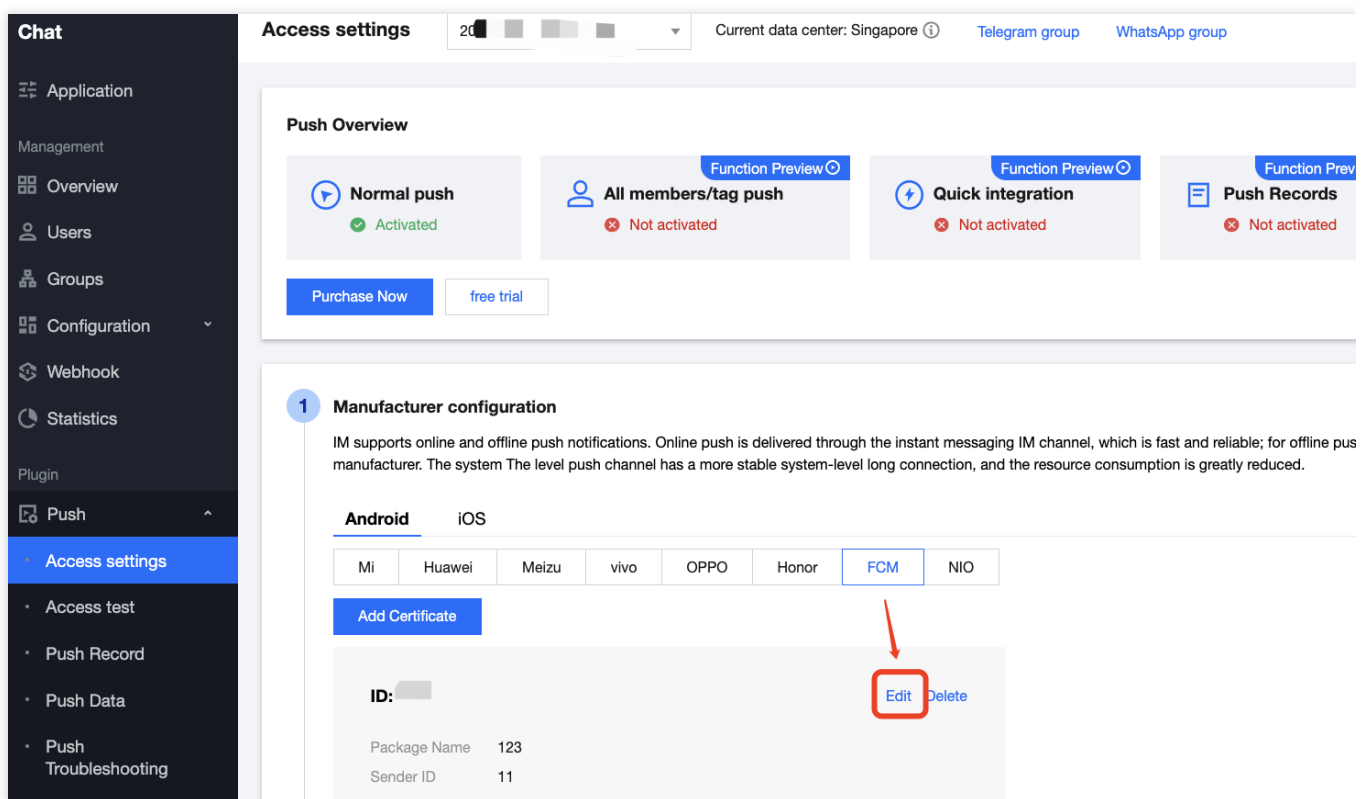 Chat
Access settings
20
Current data center: Singapore
Telegram group
WhatsApp group
Application
Management
Overview
Users
Groups
Configuration
Webhook
Statistics
Plugin
Push
Access settings
Access test
Push Record
Push Data
Push
Troubleshooting
Push Overview
Normal push
Activated
Function Preview
All members/tag push
Not activated
Function Preview
Quick integration
Not activated
Function Prev
Push Records
Not activated
Purchase Now
free trial
1
Manufacturer configuration
IM supports online and offline push notifications. Online push is delivered through the instant messaging IM channel, which is fast and reliable; for offline pus
manufacturer. The system The level push channel has a more stable system-level long connection, and the resource consumption is greatly reduced.
Android
iOS
Mi
Huawei
Meizu
vivo
OPPO
Honor
FCM
NIO
Add Certificate
ID:
Edit
Delete
Package Name 123
Sender ID 11